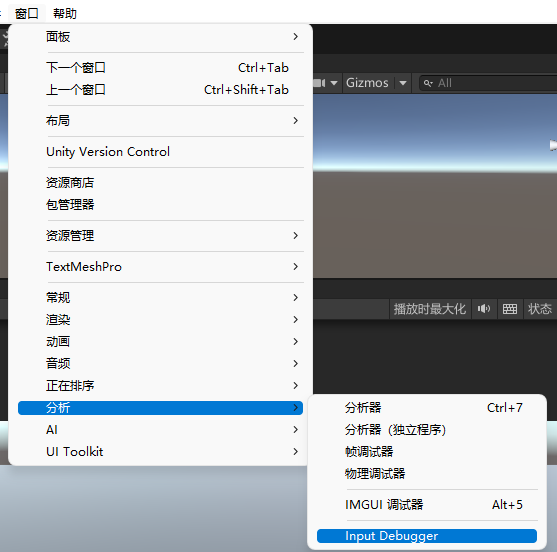 窗口 帮助
面板
下一个窗口 Ctrl+Tab
上一个窗口 Ctrl+Shift+Tab
布局
Unity Version Control
资源商店
包管理器
资源管理
TextMeshPro
常规
渲染
动画
音频
正在排序
分析
AI
UI Toolkit
Gizmos All
播放时最大化 状态
分析器 Ctrl+7
分析器（独立程序）
帧调试器
物理调试器
IMGUI 调试器 Alt+5
Input Debugger